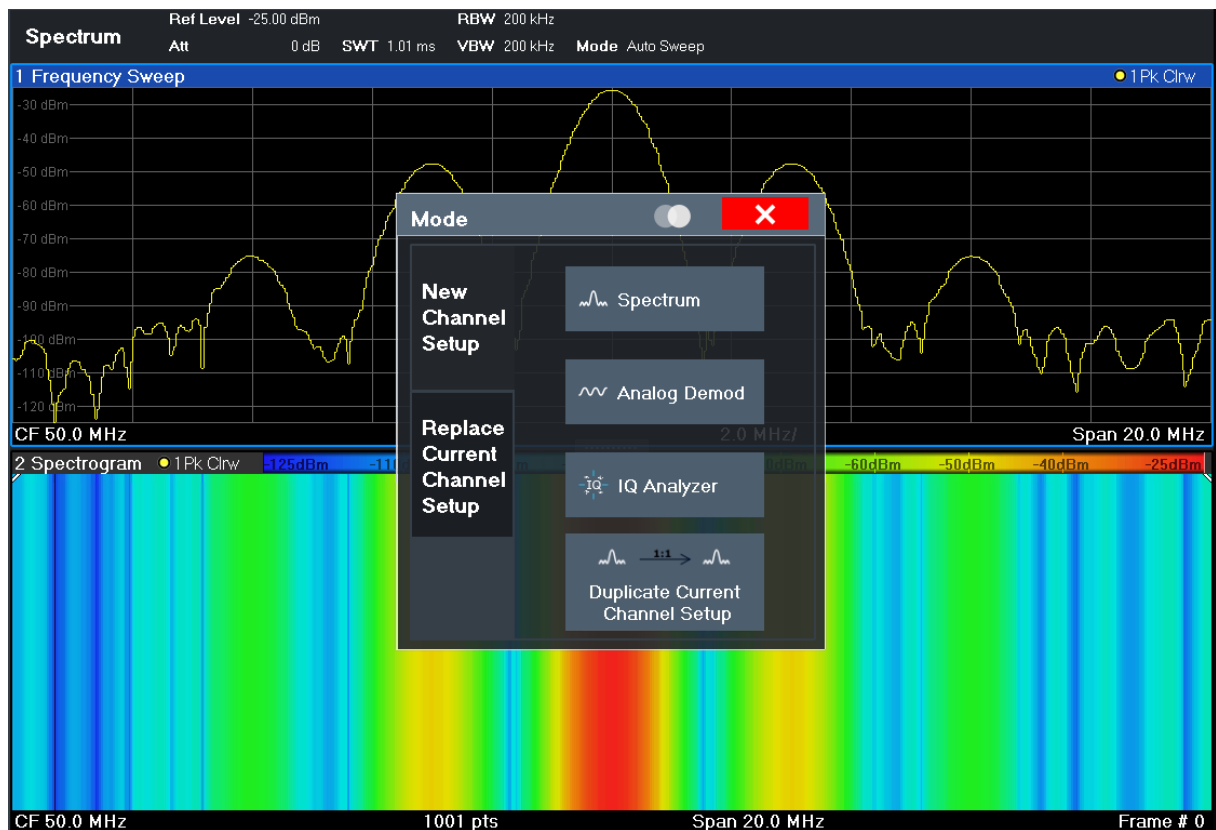 Spectrum
Ref Level -25.00 dBm RBW 200 kHz
Att 0 dB SWT 1.01 ms VBW 200 kHz Mode Auto Sweep
1 Frequency Sweep 1Pk Clrw
-30 dBm
-40 dBm
-50 dBm
-60 dBm
-70 dBm
-80 dBm
-90 dBm
-100 dBm
-110 dBm
-120 dBm
CF 50.0 MHz 2.0 MHz/ Span 20.0 MHz
Mode
New
Channel
Setup
Replace
Current
Channel
Setup
Spectrum
Analog Demod
IQ IQ Analyzer
1:1
Duplicate Current
Channel Setup
2 Spectrogram 1Pk Clrw -125dBm -60dBm -50dBm -40dBm -25dBm
CF 50.0 MHz 1001 pts Span 20.0 MHz Frame # 0